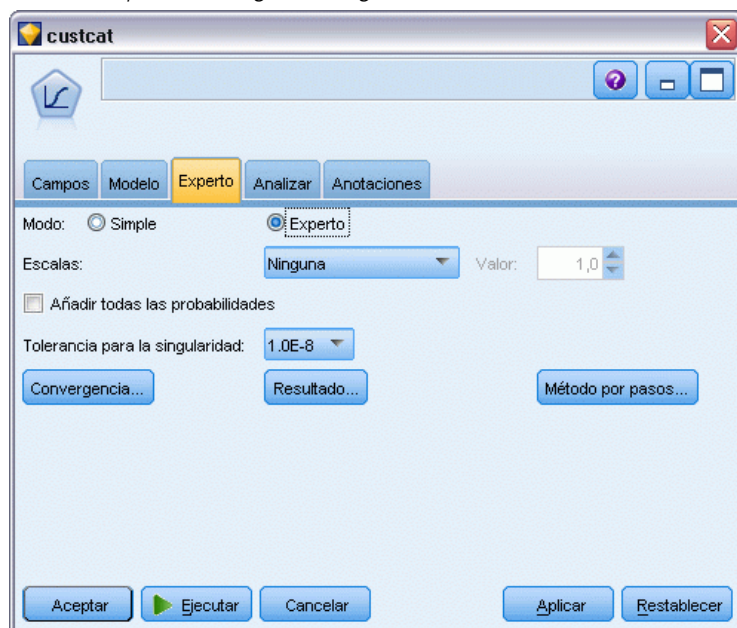 custcat
Campos Modelo Experto Analizar Anotaciones
Modo: Simple Experto
Escalas: Ninguna Valor: 1,0
Añadir todas las probabilidades
Tolerancia para la singularidad: 1.0E-8
Convergencia... Resultado... Método por pasos...
Aceptar Ejecutar Cancelar Aplicar Restablecer